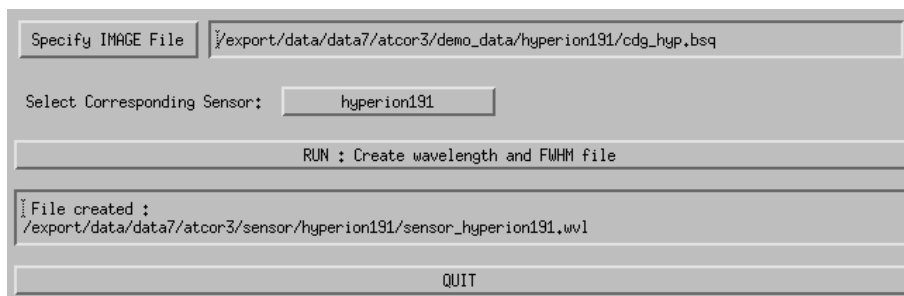 Specify IMAGE File
/export/data/data7/atcor3/demo_data/hyperion191/cdg_hyp.bsq
Select Corresponding Sensor:
hyperion191
RUN : Create wavelength and FWHM file
File created :
/export/data/data7/atcor3/sensor/hyperion191/sensor_hyperion191.wvl
QUIT